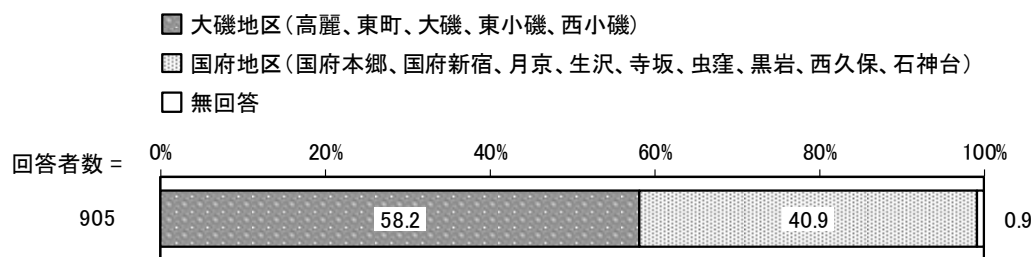 大磯地区（高麗、東町、大磯、東小磯、西小磯）
国府地区（国府本郷、国府新宿、月京、生沢、寺坂、虫窪、黒岩、西久保、石神台）
無回答
回答者数 = 0% 20% 40% 60% 80% 100%
905 58.2 40.9 0.9